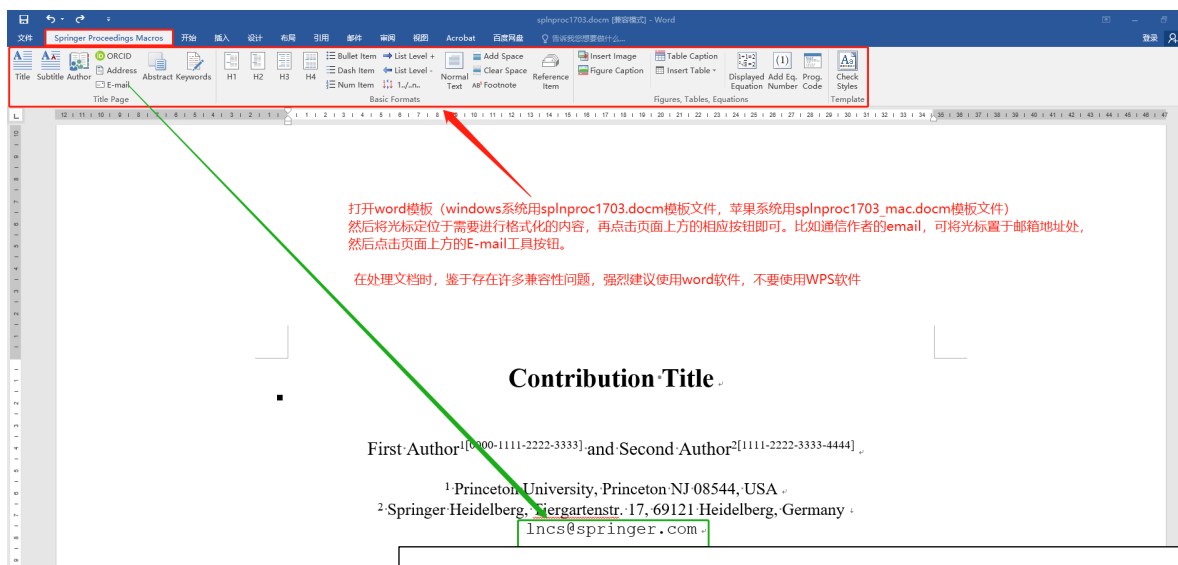 splnproc1703.docm [兼容模式] - Word
文件 Springer Proceedings Macros 开始 插入 设计 布局 引用 邮件 审阅 视图 Acrobat 百度网盘 告诉我您想要做什么... 登录
Title Subtitle Author ORCID Address E-mail Abstract Keywords H1 H2 H3 H4 Bullet Item Dash Item Num Item List Level + List Level - 1../..n.. Normal Text Add Space Clear Space Footnote Reference Item Insert Image Figure Caption Table Caption Insert Table Displayed Equation Add Eq. Number Prog. Code Check Styles
Title Page Basic Formats Figures, Tables, Equations Template
打开word模板（windows系统用splnproc1703.docm模板文件，苹果系统用splnproc1703_mac.docm模板文件）
然后将光标定位于需要进行格式化的内容，再点击页面上方的相应按钮即可。比如通信作者的email，可将光标置于邮箱地址处，
然后点击页面上方的E-mail工具按钮。
在处理文档时，鉴于存在许多兼容性问题，强烈建议使用word软件，不要使用WPS软件
Contribution Title
First Author1[0000-1111-2222-3333] and Second Author2[1111-2222-3333-4444]
1 Princeton University, Princeton NJ 08544, USA
2 Springer Heidelberg, Tiergartenstr. 17, 69121 Heidelberg, Germany
lncs@springer.com